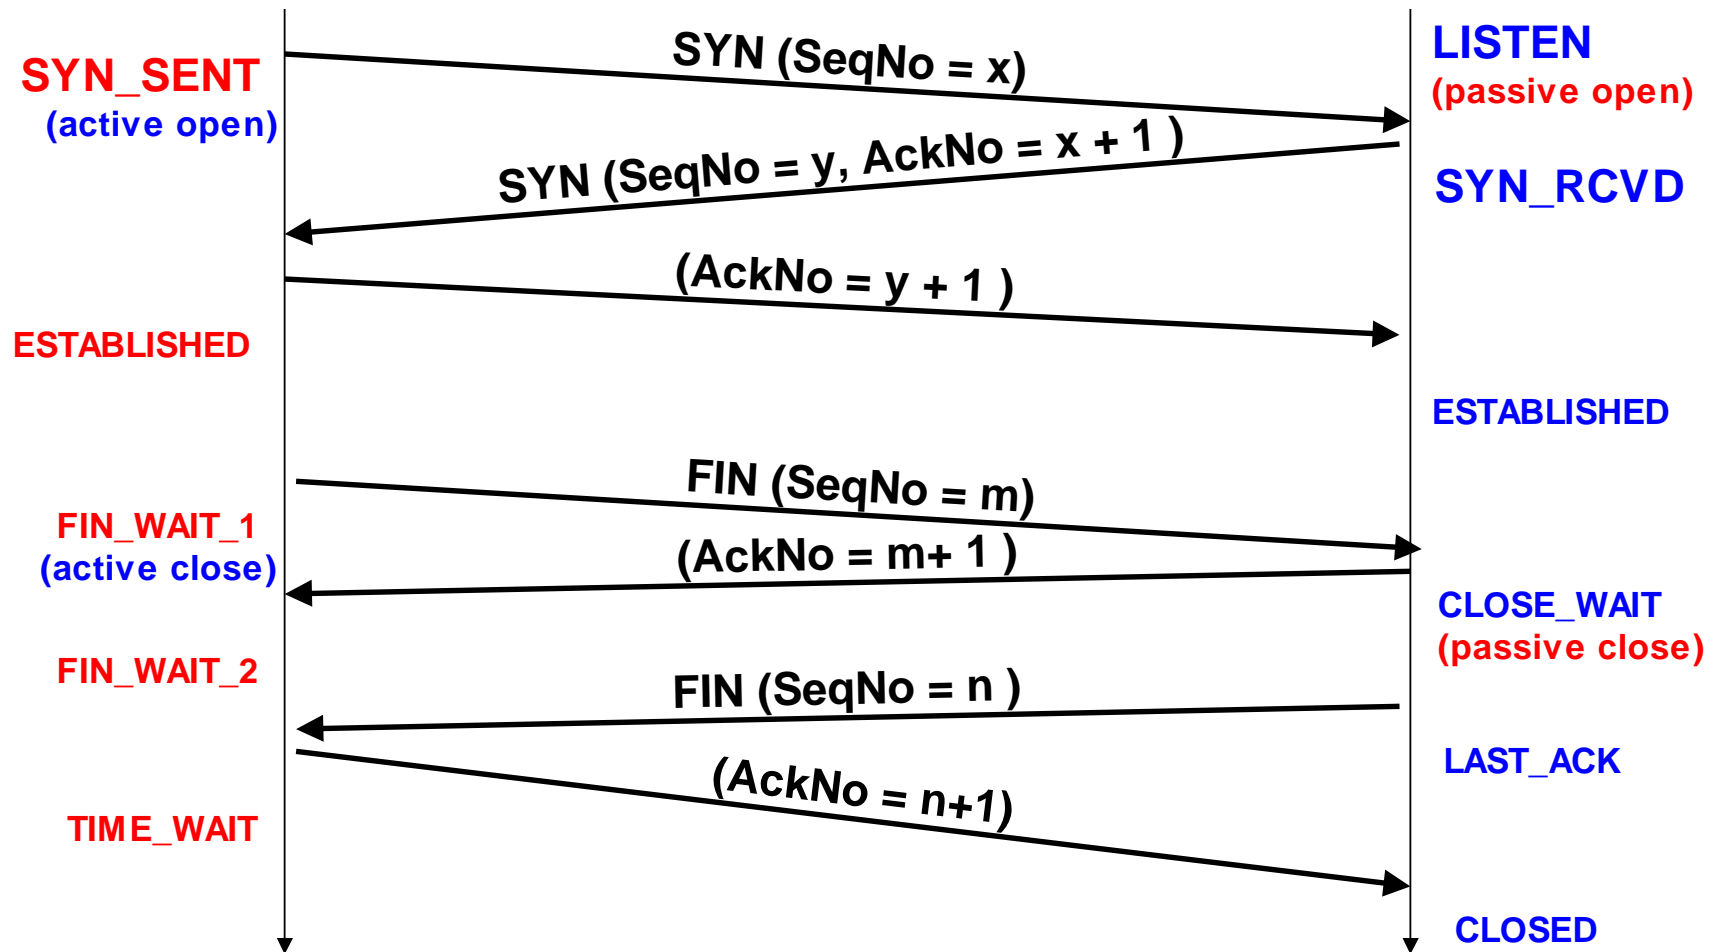 SYN (SeqNo = x)
LISTEN
SYN_SENT
(passive open)
(active open)
SYN (SeqNo = y, AckNo = x + 1 )
SYN_RCVD
(AckNo = y + 1 )
ESTABLISHED
ESTABLISHED
FIN (SeqNo = m)
FIN_WAIT_1
(active close)
(AckNo = m+ 1 )
CLOSE_WAIT
(passive close)
FIN_WAIT_2
FIN (SeqNo = n )
LAST_ACK
(AckNo = n+1)
TIME_WAIT
CLOSED